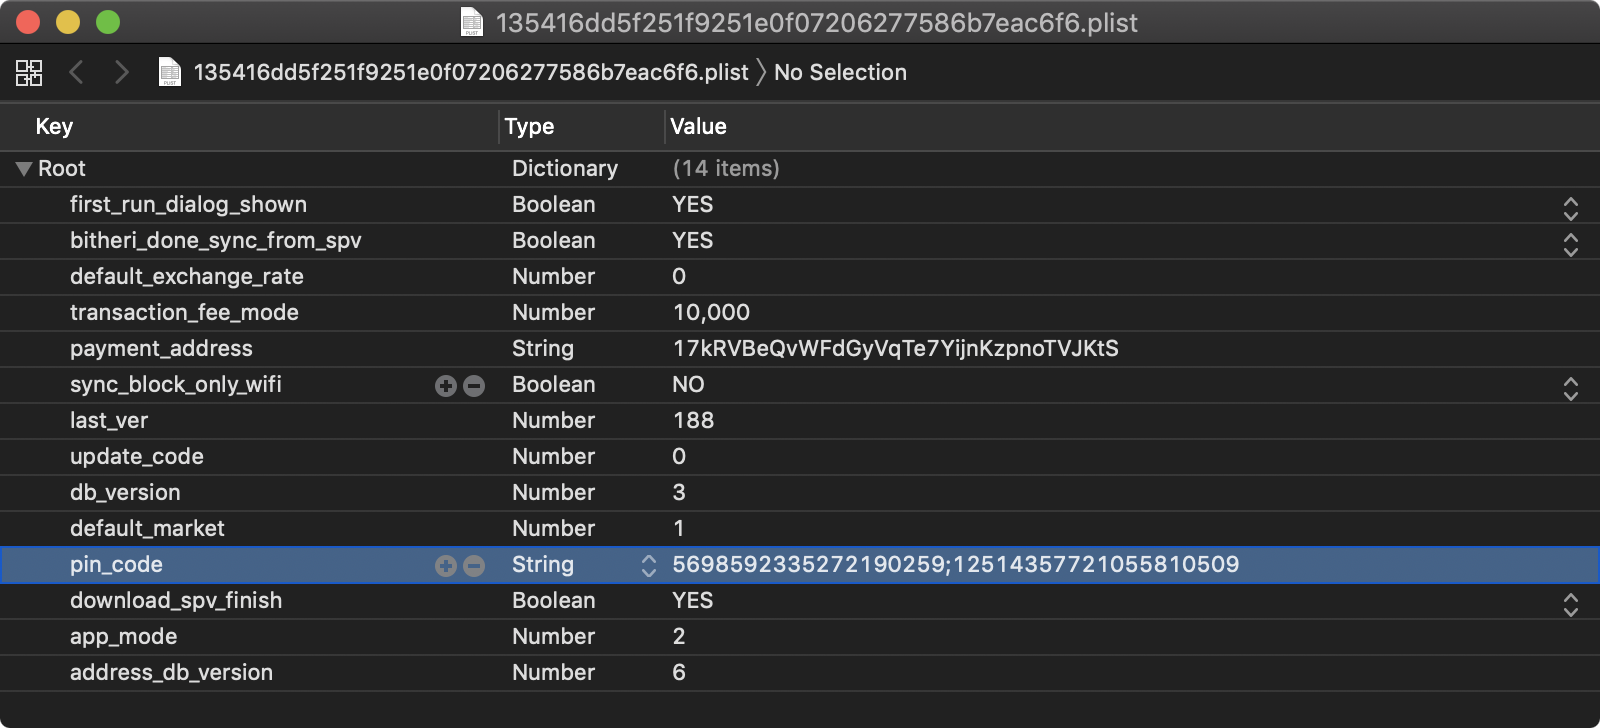 135416dd5f251f9251e0f07206277586b7eac6f6.plist
135416dd5f251f9251e0f07206277586b7eac6f6.plist 〉 No Selection
Key Type Value
Root Dictionary (14 items)
first_run_dialog_shown Boolean YES
bitheri_done_sync_from_spv Boolean YES
default_exchange_rate Number 0
transaction_fee_mode Number 10,000
payment_address String 17kRVBeQvWFdGyVqTe7YijnKzpnoTVJKtS
sync_block_only_wifi Boolean NO
last_ver Number 188
update_code Number 0
db_version Number 3
default_market Number 1
pin_code String 5698592335272190259;12514357721055810509
download_spv_finish Boolean YES
app_mode Number 2
address_db_version Number 6